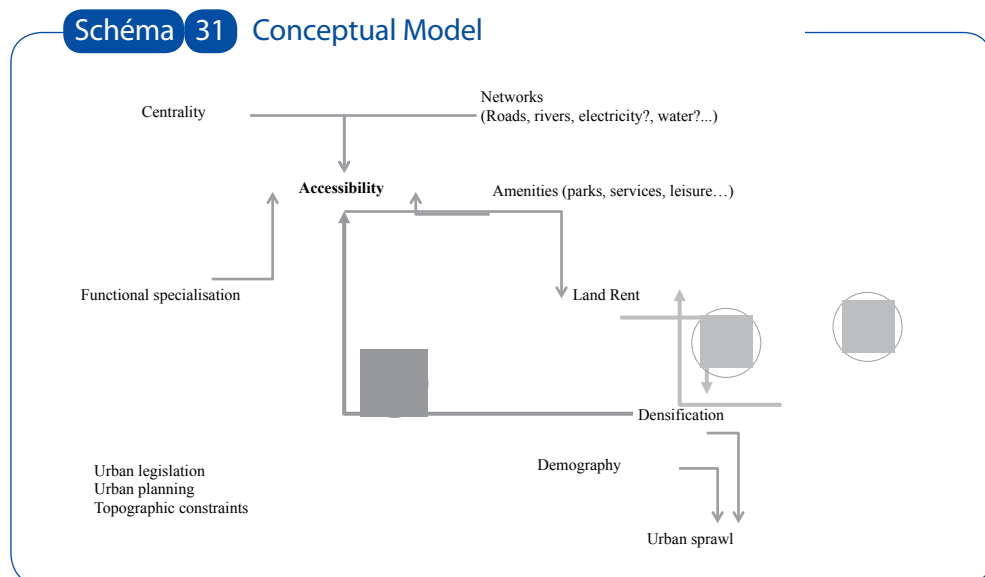 Schéma 31 Conceptual Model
Networks
Centrality
(Roads, rivers, electricity?, water?...)
Accessibility
Amenities (parks, services, leisure…)
Functional specialisation
Land Rent
Densification
Demography
Urban legislation
Urban planning
Topographic constraints
Urban sprawl